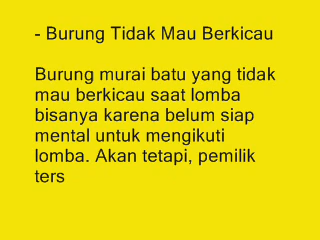 - Burung Tidak Mau Berkicau
Burung murai batu yang tidak
mau berkicau saat lomba
bisanya karena belum siap
mental untuk mengikuti
lomba. Akan tetapi, pemilik
ters